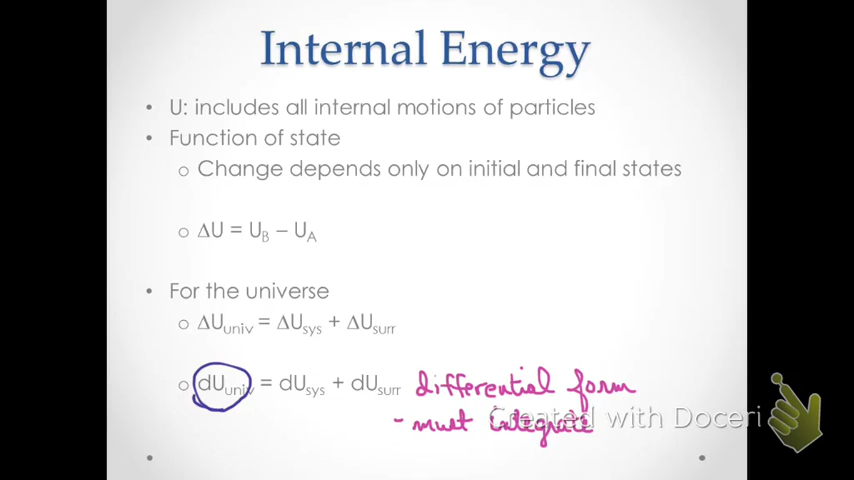 Internal Energy
• U: includes all internal motions of particles
• Function of state
o Change depends only on initial and final states
o ΔU = U_B – U_A
• For the universe
o ΔU_univ = ΔU_sys + ΔU_surr
o dU_univ = dU_sys + dU_surr differential form
- must integrate
Created with Doceri